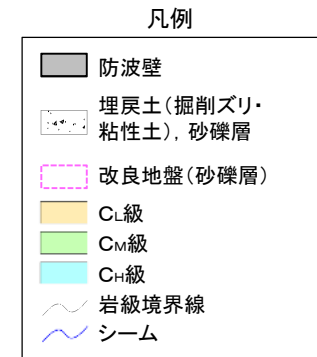 凡例
防波壁
埋戻土(掘削ズリ・
粘性土),砂礫層
改良地盤(砂礫層)
CL級
CM級
CH級
岩級境界線
シーム